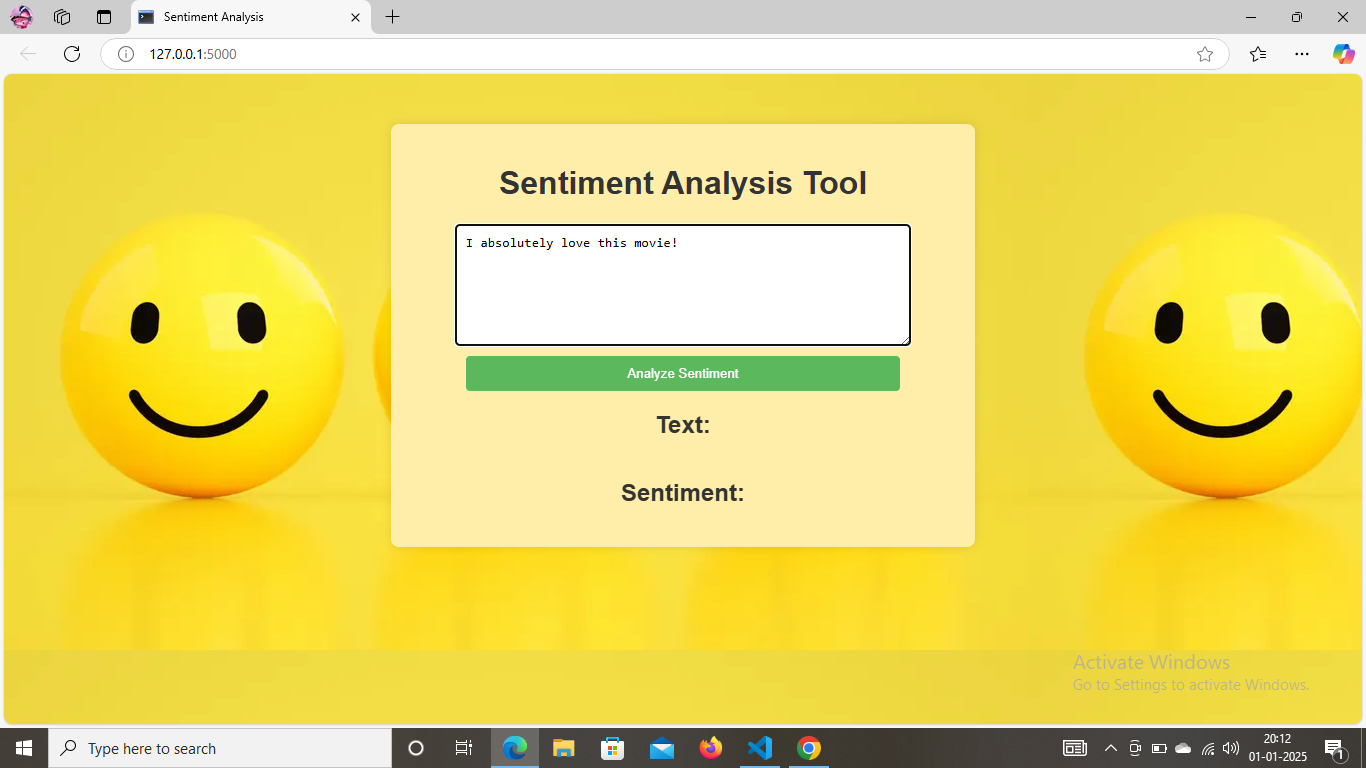 Sentiment Analysis
127.0.0.1:5000
Sentiment Analysis Tool
I absolutely love this movie!
Analyze Sentiment
Text:
Sentiment:
Activate Windows
Go to Settings to activate Windows.
Type here to search
20:12
01-01-2025
1